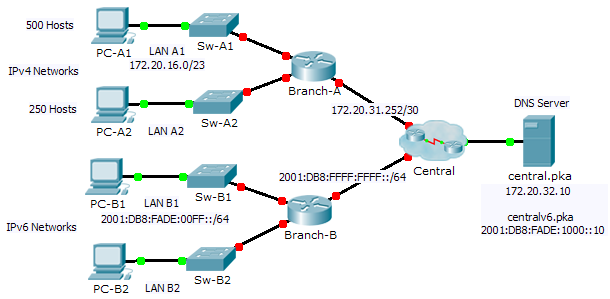 500 Hosts
PC-A1
LAN A1
172.20.16.0/23
Sw-A1
IPv4 Networks
Branch-A
250 Hosts
PC-A2
LAN A2
Sw-A2
172.20.31.252/30
DNS Server
Central
central.pka
172.20.32.10
centralv6.pka
2001:DB8:FADE:1000::10
PC-B1
LAN B1
2001:DB8:FADE:00FF::/64
Sw-B1
2001:DB8:FFFF:FFFF::/64
IPv6 Networks
Branch-B
PC-B2
LAN B2
Sw-B2